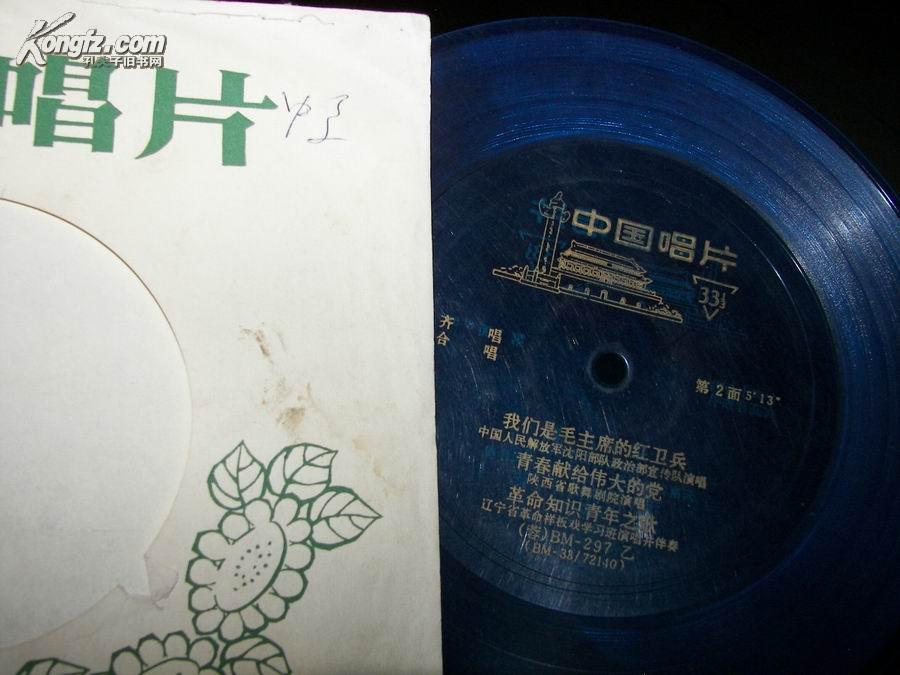 Kongfz.com
孔夫子旧书网
唱片
中国唱片
33⅓
齐 唱
合 唱
第2面 5′13″
我们是毛主席的红卫兵
中国人民解放军沈阳部队政治部宣传队演唱
青春献给伟大的党
陕西省歌舞剧院演唱
革命知识青年之歌
辽宁省革命样板戏学习班演唱并伴奏
(蓉)BM-297乙
(BM-38/72140)